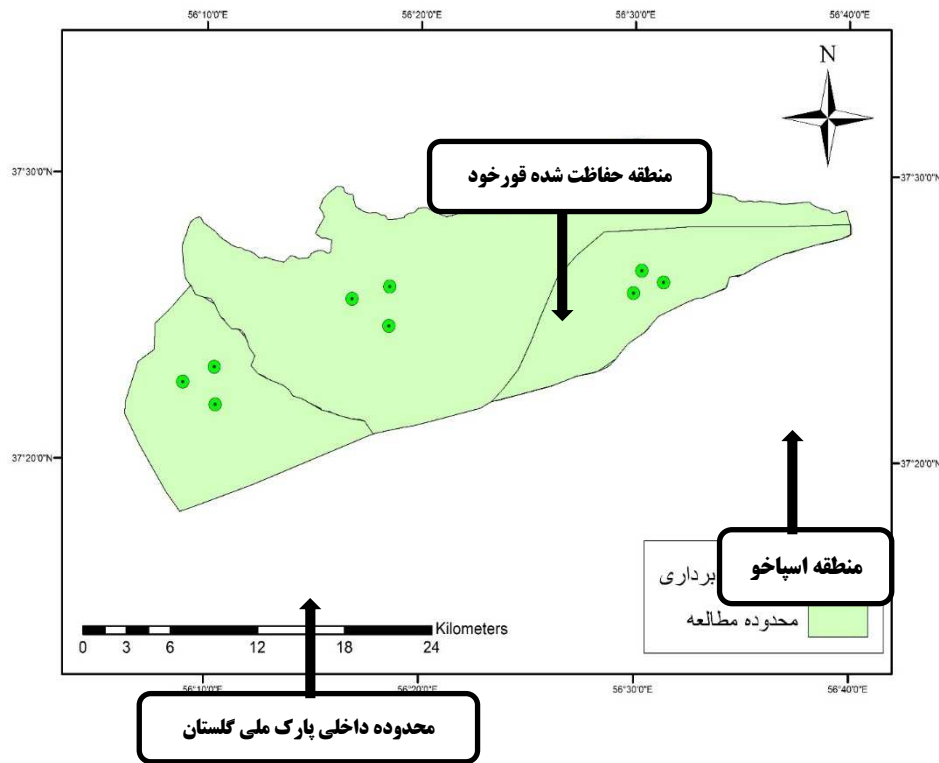 56°10'0"E 56°20'0"E 56°30'0"E 56°40'0"E
N
37°30'0"N 37°30'0"N
منطقه حفاظت شده قورخود
37°20'0"N 37°20'0"N
منطقه اسپاخو
برداری
محدوده مطالعه
Kilometers
0 3 6 12 18 24
56°10'0"E 56°20'0"E 56°30'0"E 56°40'0"E
محدوده داخلی پارک ملی گلستان